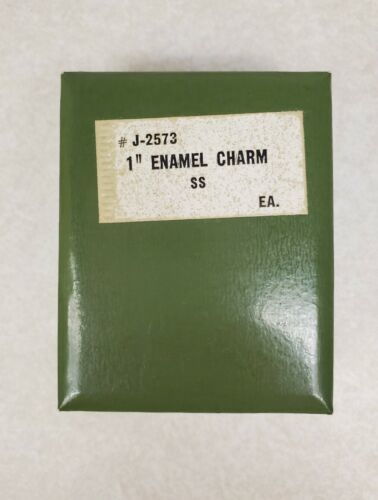 # J-2573
1" ENAMEL CHARM
SS
EA.